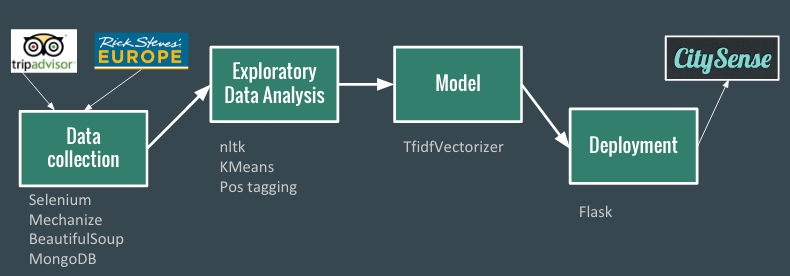 tripadvisor
Rick Steves'
EUROPE
Data
collection
Selenium
Mechanize
BeautifulSoup
MongoDB
Exploratory
Data Analysis
nltk
KMeans
Pos tagging
Model
TfidfVectorizer
Deployment
Flask
CitySense